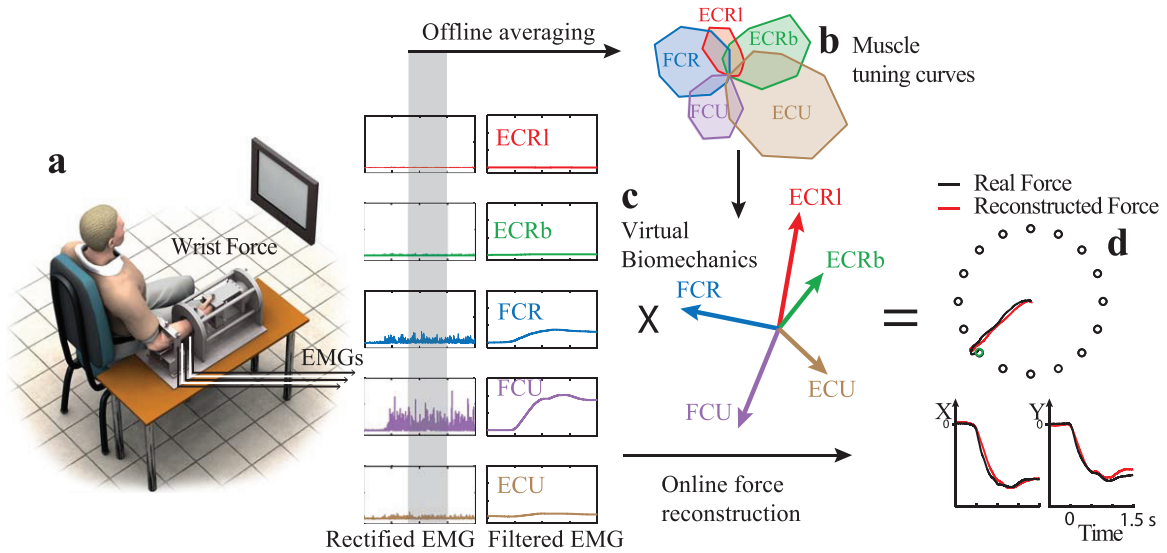 Offline averaging
ECRl
ECRb
FCR
FCU
ECU
b Muscle
tuning curves
a
Wrist Force
EMGs
ECRl
ECRb
FCR
FCU
ECU
Rectified EMG
Filtered EMG
c
Virtual
Biomechanics
X
ECRl
ECRb
FCR
FCU
ECU
=
Online force
reconstruction
Real Force
Reconstructed Force
d
X
0
Y
0
0
1.5 s
Time